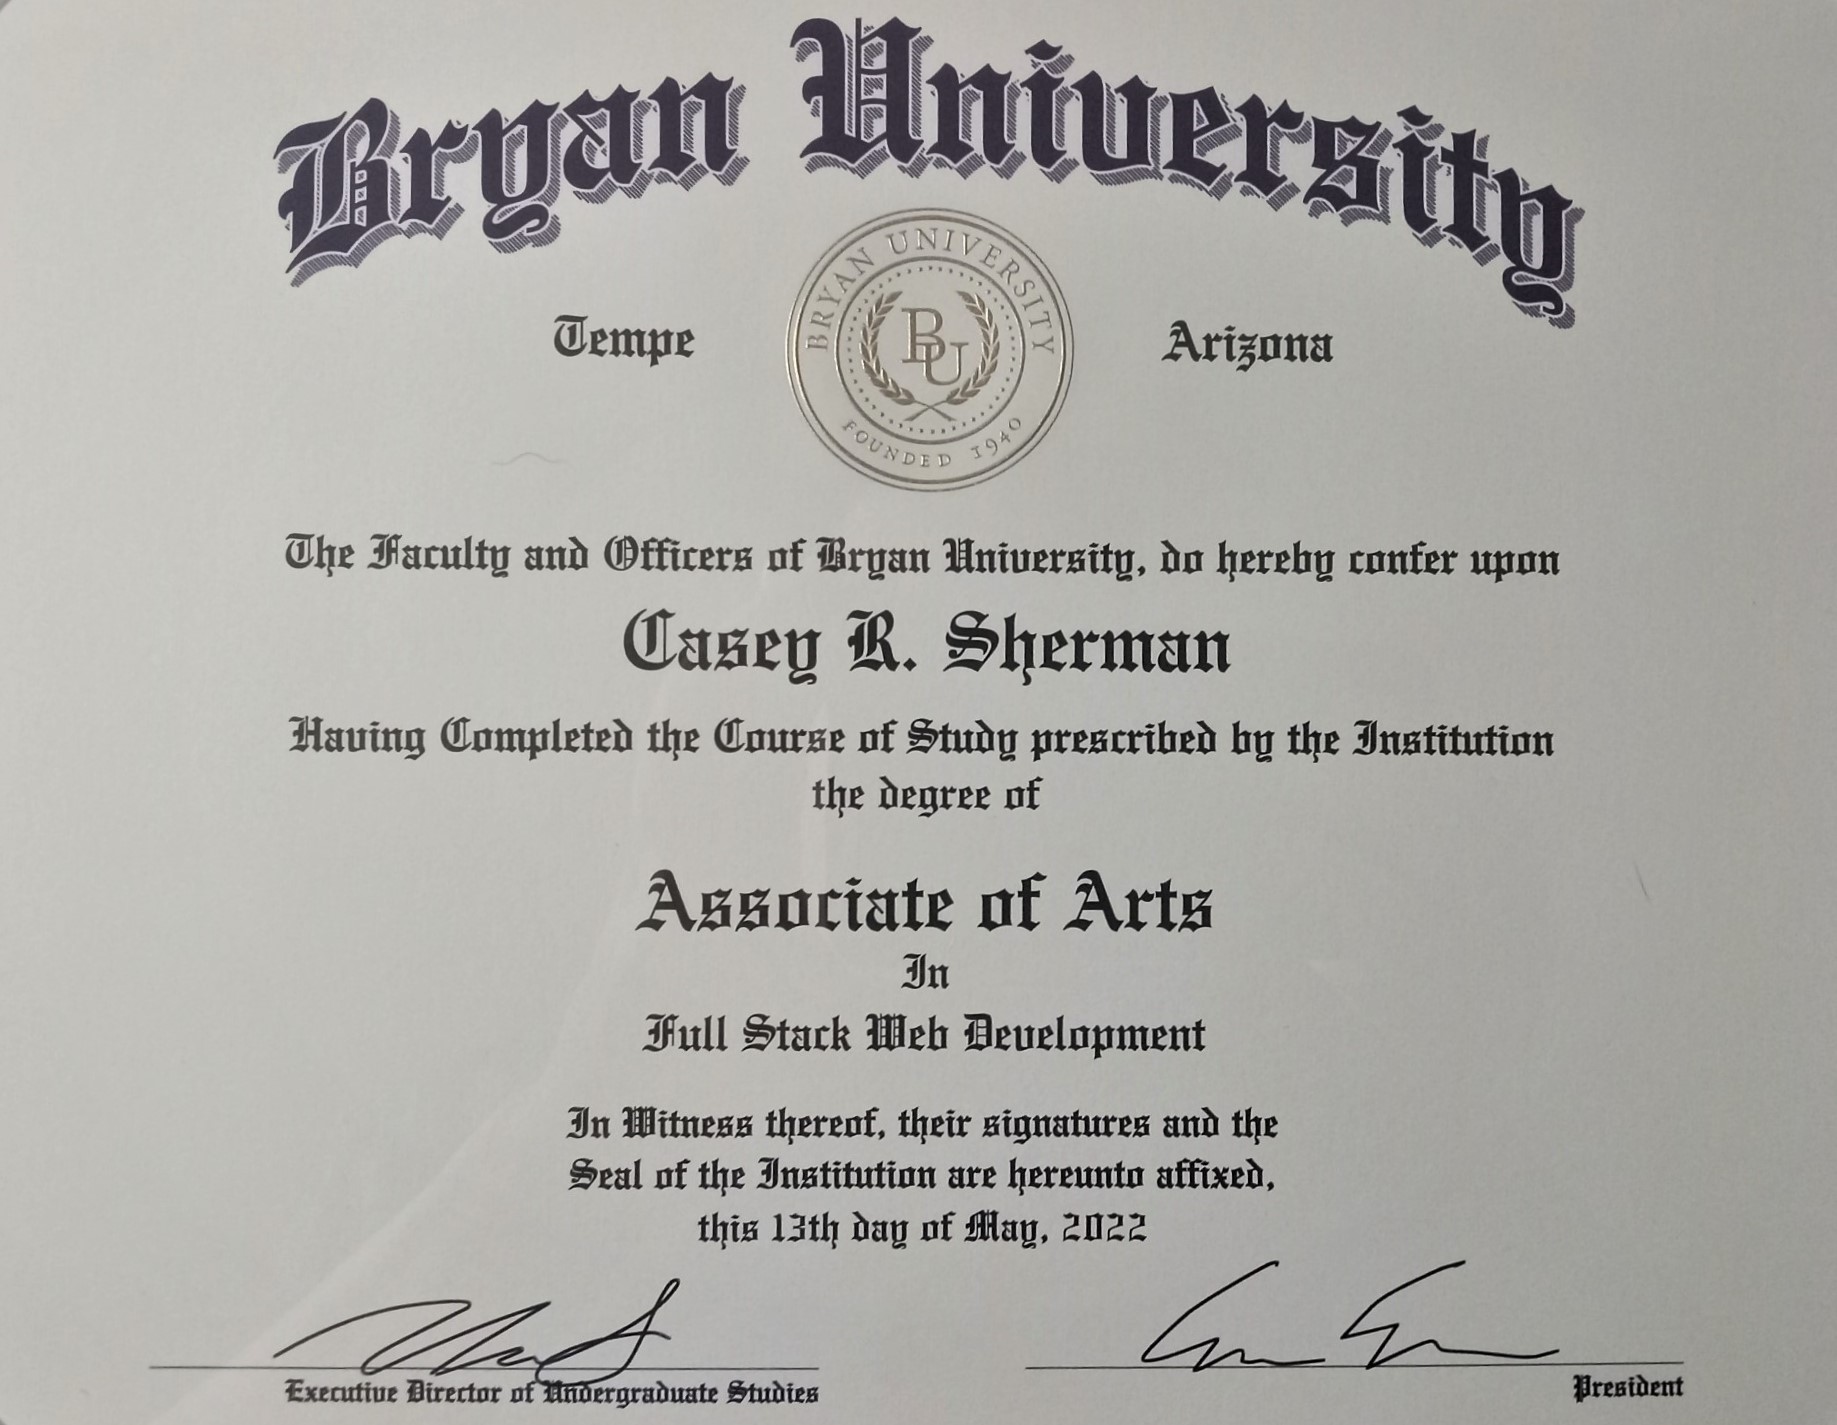 Bryan University
Tempe
Arizona
BRYAN UNIVERSITY
BU
FOUNDED 1940
The Faculty and Officers of Bryan University, do hereby confer upon
Casey R. Sherman
Having Completed the Course of Study prescribed by the Institution
the degree of
Associate of Arts
In
Full Stack Web Development
In Witness thereof, their signatures and the
Seal of the Institution are hereunto affixed,
this 13th day of May, 2022
Executive Director of Undergraduate Studies
President